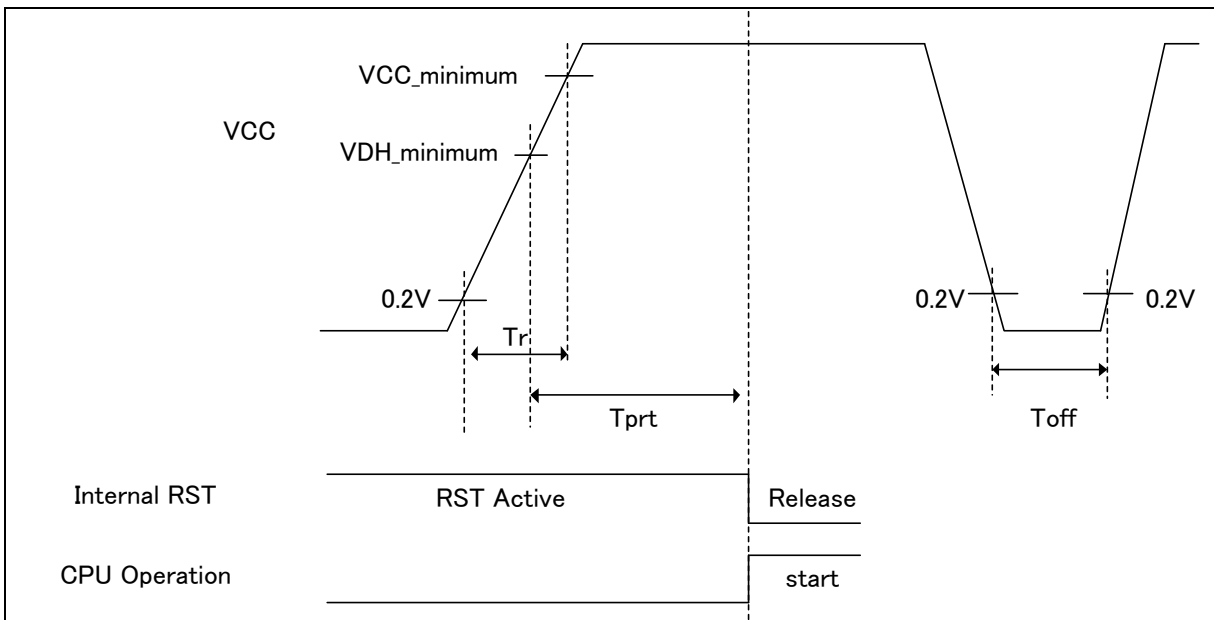 VCC_minimum
VCC
VDH_minimum
0.2V
0.2V
0.2V
Tr
Tprt
Toff
Internal RST
RST Active
Release
CPU Operation
start